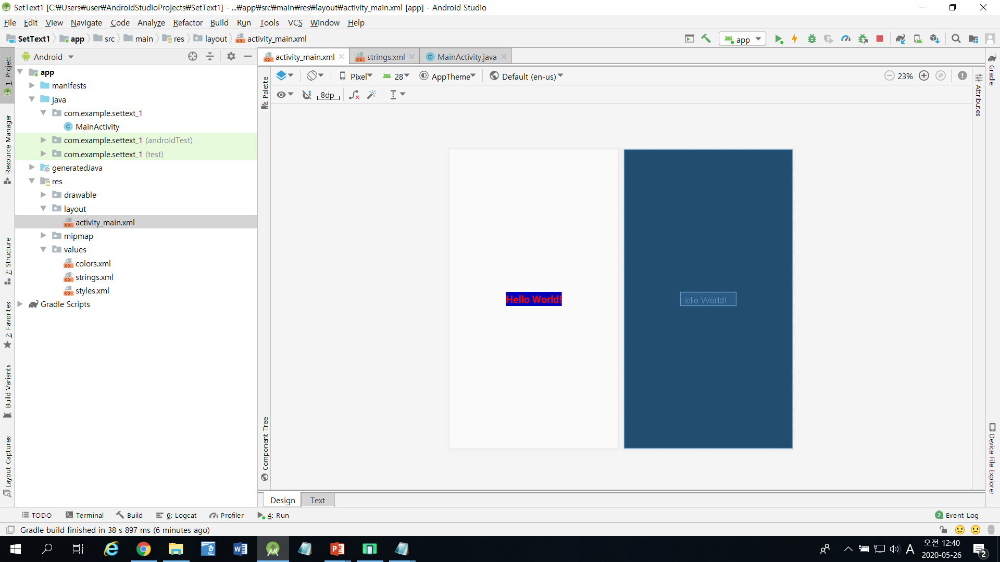 SetText1 [C:₩Users₩user₩AndroidStudioProjects₩SetText1] - ...₩app₩src₩main₩res₩layout₩activity_main.xml [app] - Android Studio
File Edit View Navigate Code Analyze Refactor Build Run Tools VCS Window Help
SetText1 app src main res layout activity_main.xml
app
1: Project
Resource Manager
7: Structure
2: Favorites
Build Variants
Layout Captures
Android
app
manifests
java
com.example.settext_1
MainActivity
com.example.settext_1 (androidTest)
com.example.settext_1 (test)
generatedJava
res
drawable
layout
activity_main.xml
mipmap
values
colors.xml
strings.xml
styles.xml
Gradle Scripts
activity_main.xml strings.xml MainActivity.java
Palette
Component Tree
Pixel 28 AppTheme Default (en-us) 23%
8dp
Hello World!
Hello World!
Attributes
Gradle
Device File Explorer
Design Text
TODO Terminal Build 6: Logcat Profiler 4: Run 2 Event Log
Gradle build finished in 38 s 897 ms (6 minutes ago)
A
오전 12:40
2020-05-26
2